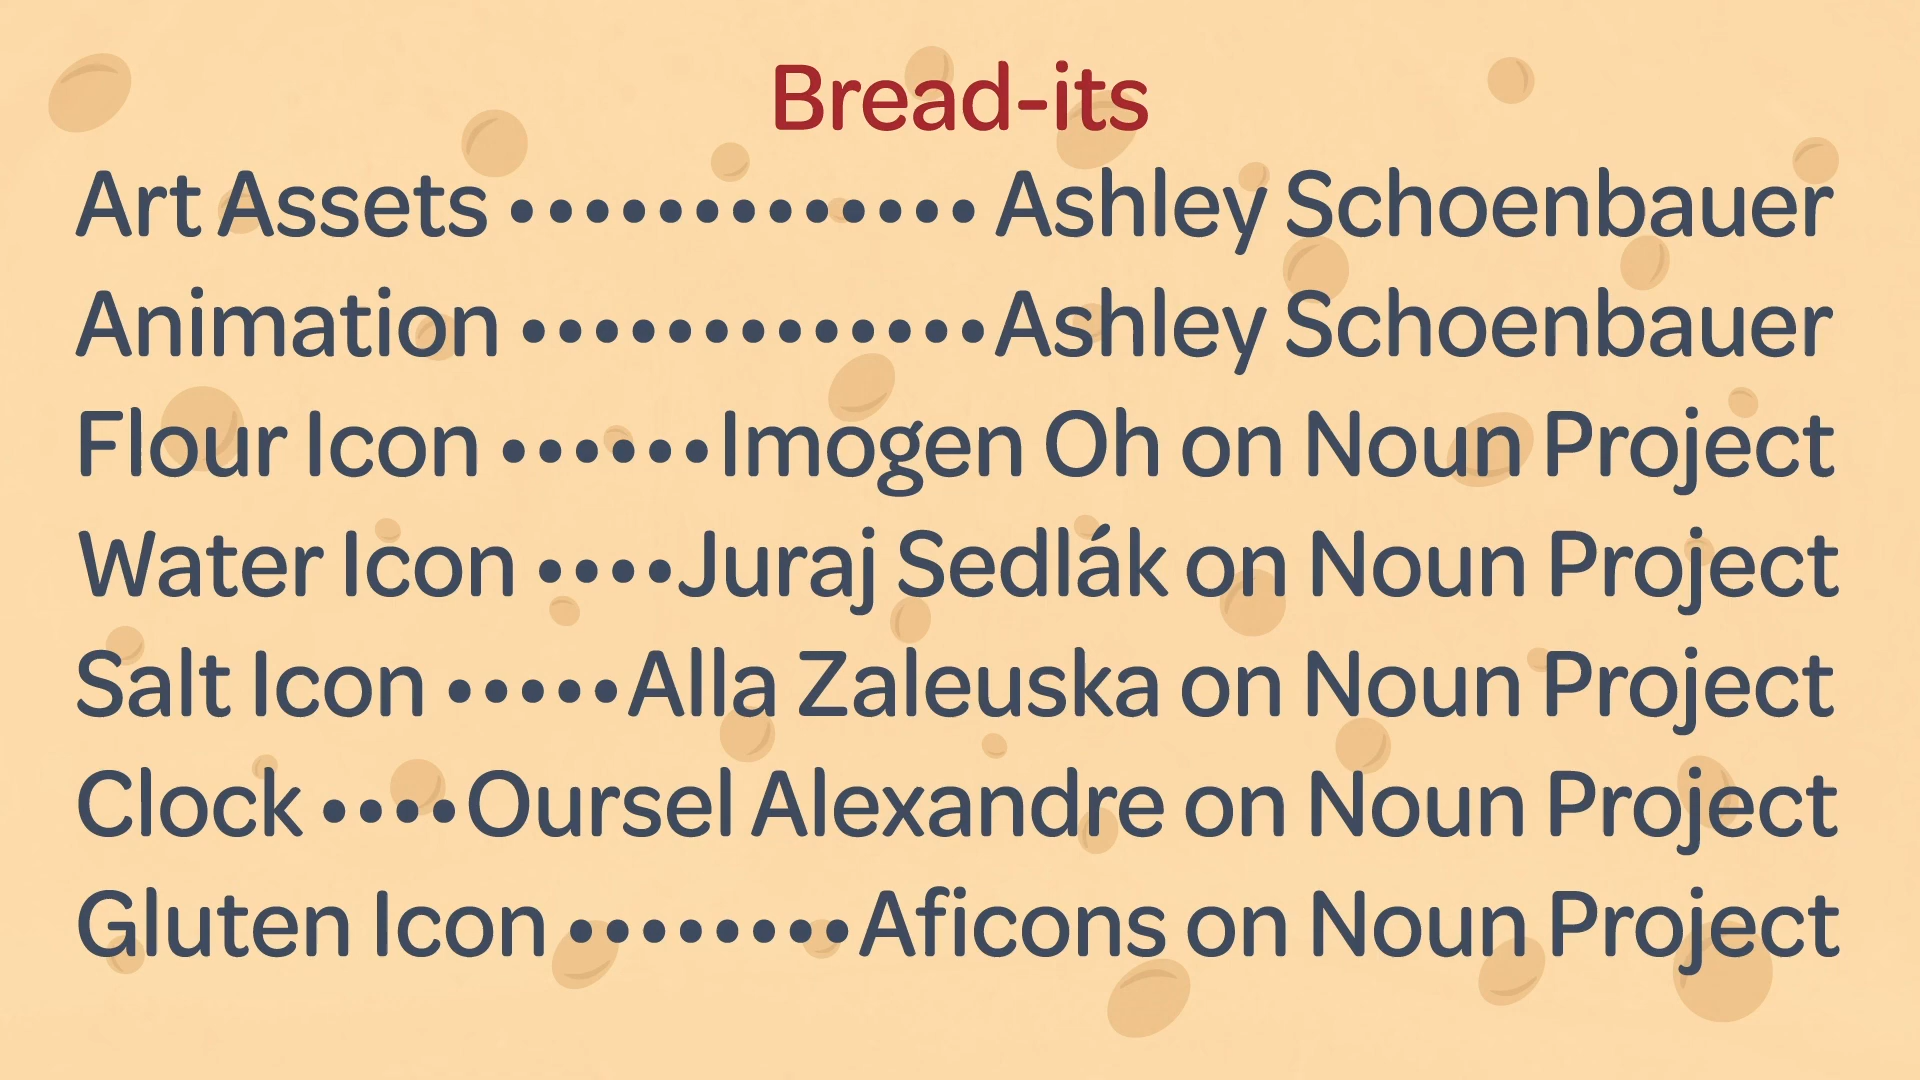 Bread-its
Art Assets ••••••••••••• Ashley Schoenbauer
Animation •••••••••••••Ashley Schoenbauer
Flour Icon ••••••Imogen Oh on Noun Project
Water Icon ••••Juraj Sedlák on Noun Project
Salt Icon •••••Alla Zaleuska on Noun Project
Clock ••••Oursel Alexandre on Noun Project
Gluten Icon ••••••••Aficons on Noun Project